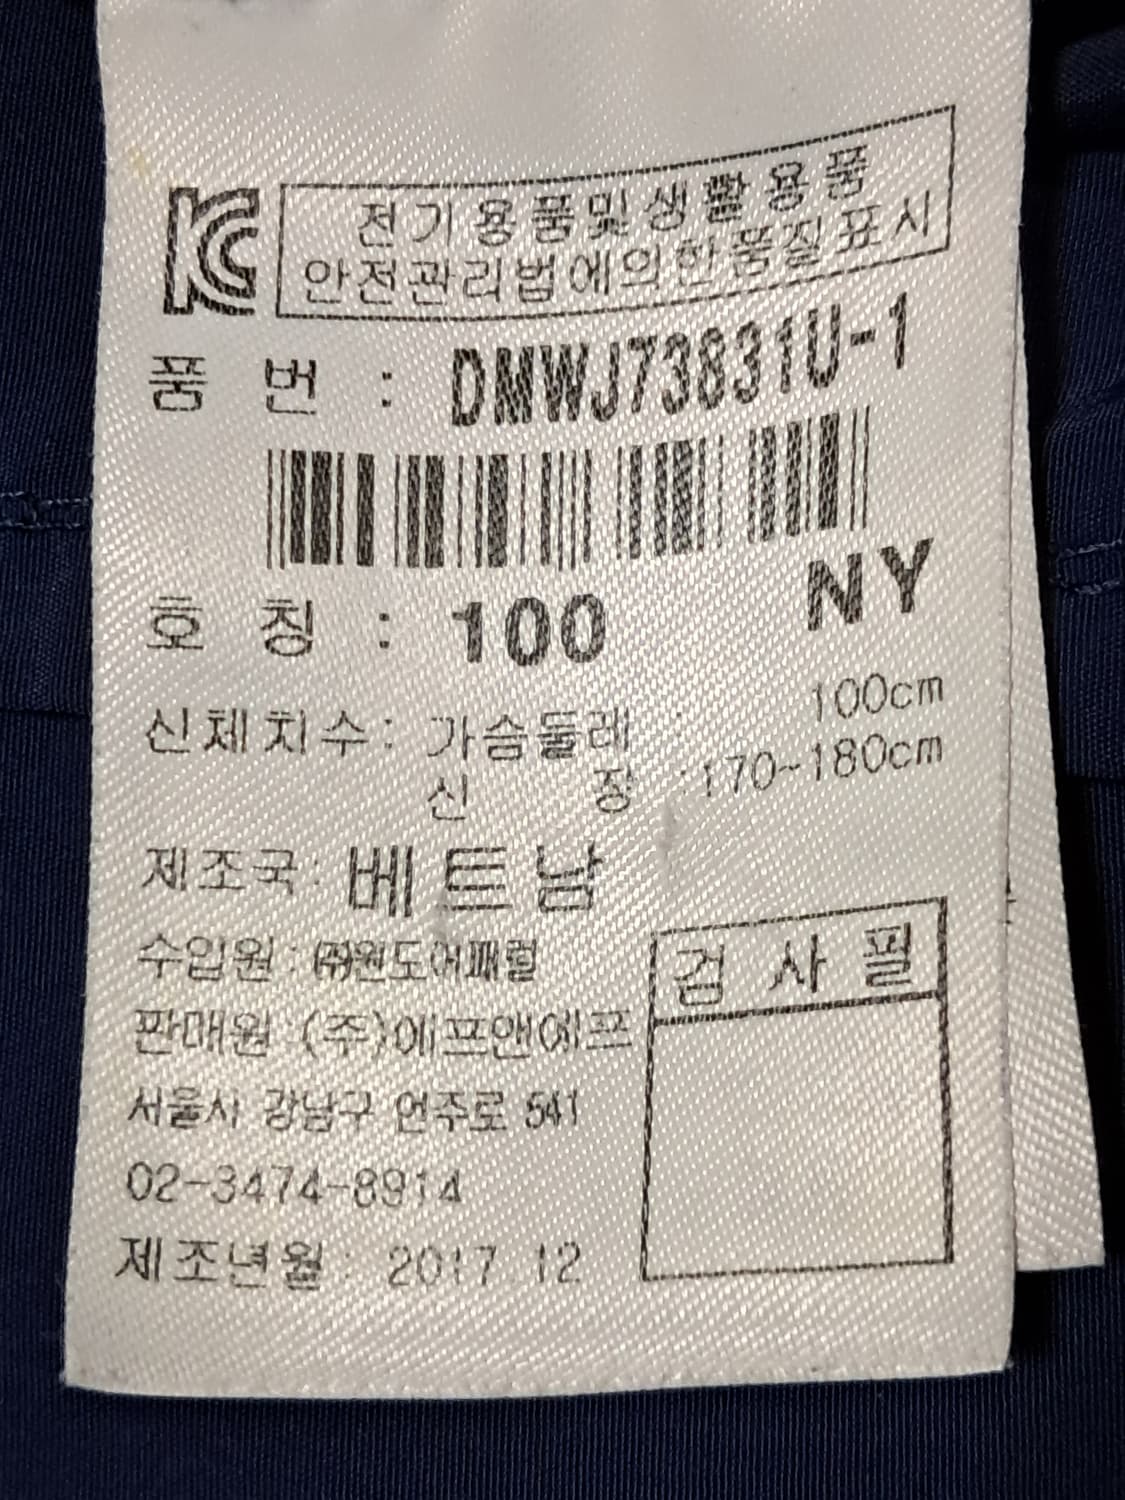 KC
전기용품및생활용품
안전관리법에의한품질표시
품 번 : DMWJ73831U-1
NY
호 칭 : 100
신체치수: 가슴둘레 : 100cm
신 장 :170~180cm
제조국: 베트남
수입원 : ㈜원도어패럴
판매원 (주)에프앤에프
서울시 강남구 언주로 541
02-3474-8914
제조년월 : 2017 12
검 사 필